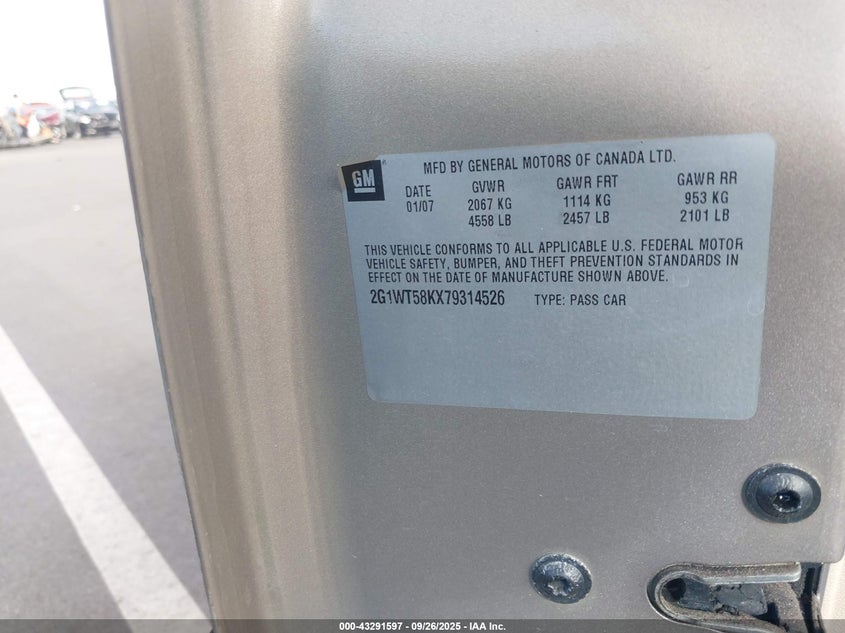 MFD BY GENERAL MOTORS OF CANADA LTD.
GM
DATE GVWR GAWR FRT GAWR RR
01/07 2067 KG 1114 KG 953 KG
4558 LB 2457 LB 2101 LB
THIS VEHICLE CONFORMS TO ALL APPLICABLE U.S. FEDERAL MOTOR
VEHICLE SAFETY, BUMPER, AND THEFT PREVENTION STANDARDS IN
EFFECT ON THE DATE OF MANUFACTURE SHOWN ABOVE.
2G1WT58KX79314526 TYPE: PASS CAR
000-43291597 - 09/26/2025 - IAA Inc.